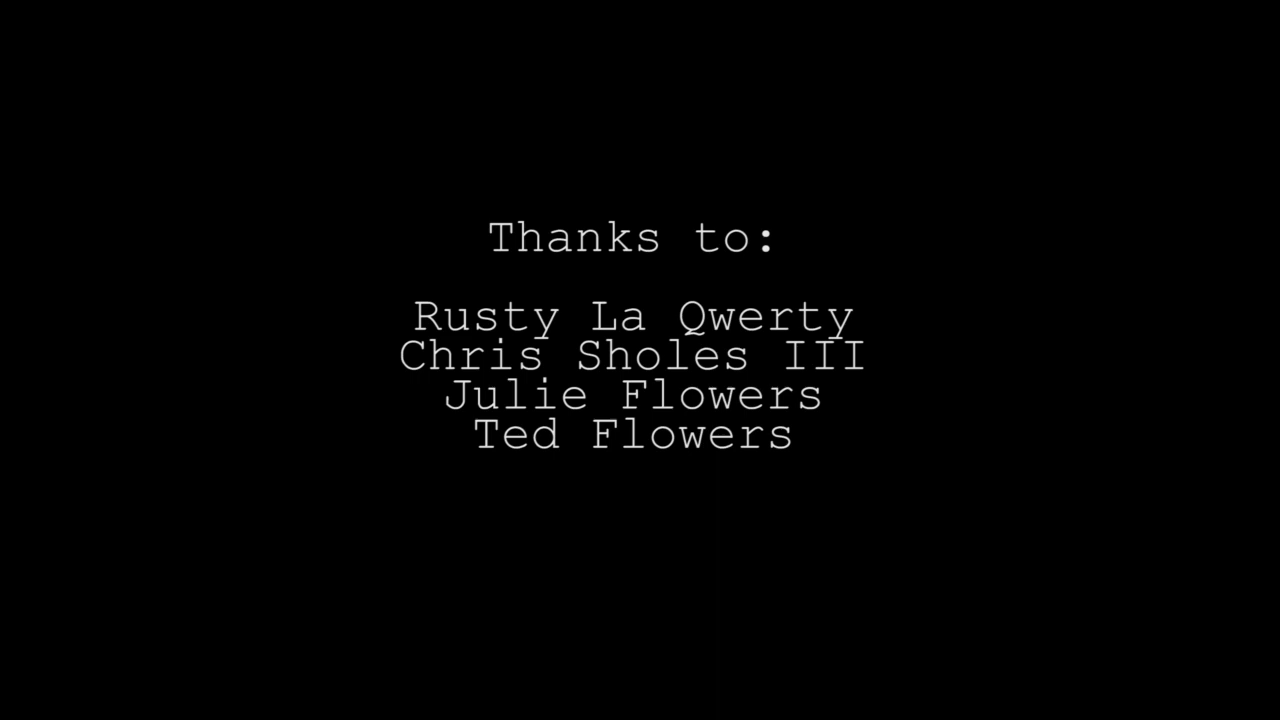 Thanks to:
Rusty La Qwerty
Chris Sholes III
Julie Flowers
Ted Flowers